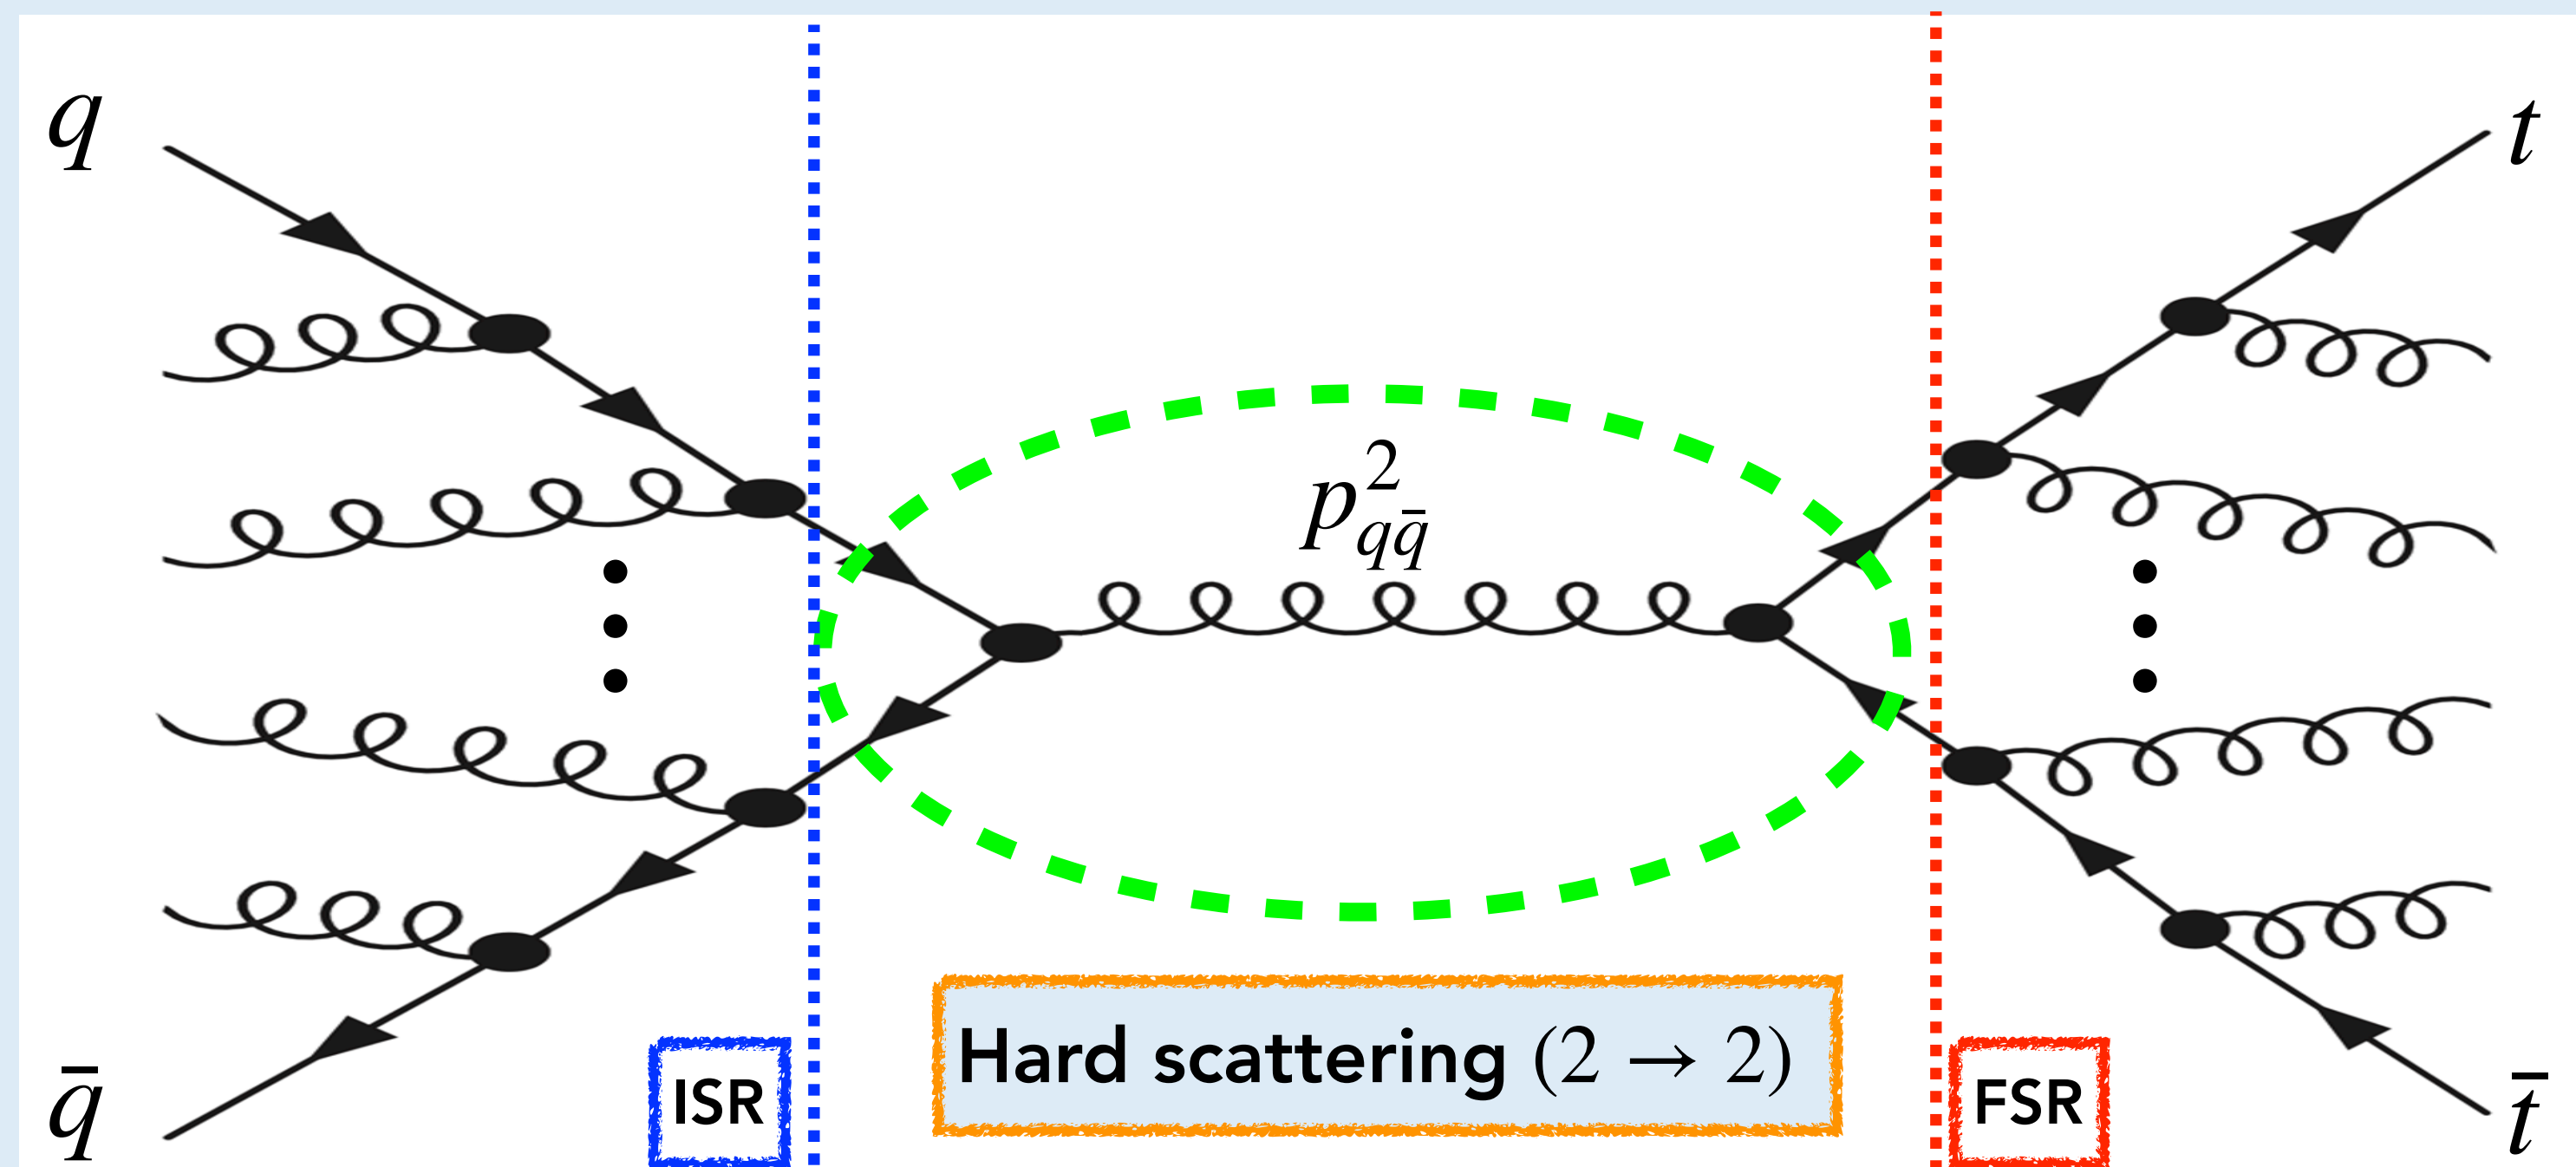 q
t
p²_{qq̄}
Hard scattering (2 → 2)
ISR
FSR
q̄
t̄